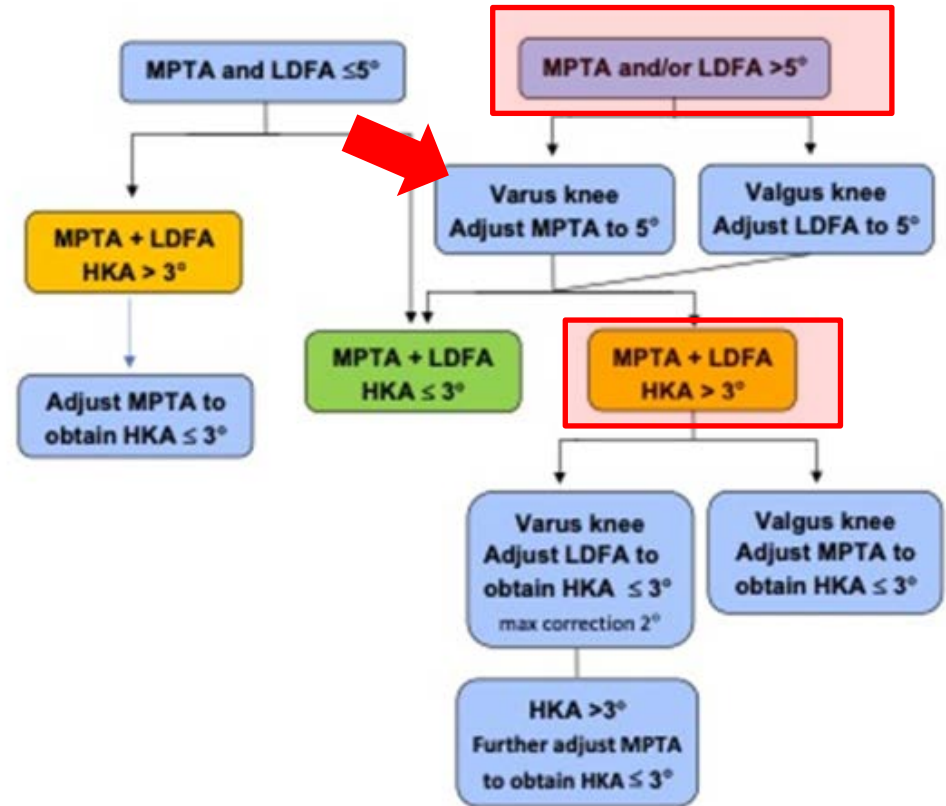 MPTA and LDFA ≤5°
MPTA and/or LDFA >5°
Varus knee
Adjust MPTA to 5°
Valgus knee
Adjust LDFA to 5°
MPTA + LDFA
HKA > 3°
MPTA + LDFA
HKA ≤ 3°
MPTA + LDFA
HKA > 3°
Adjust MPTA to
obtain HKA ≤ 3°
Varus knee
Adjust LDFA to
obtain HKA ≤ 3°
max correction 2°
Valgus knee
Adjust MPTA to
obtain HKA ≤ 3°
HKA >3°
Further adjust MPTA
to obtain HKA ≤ 3°